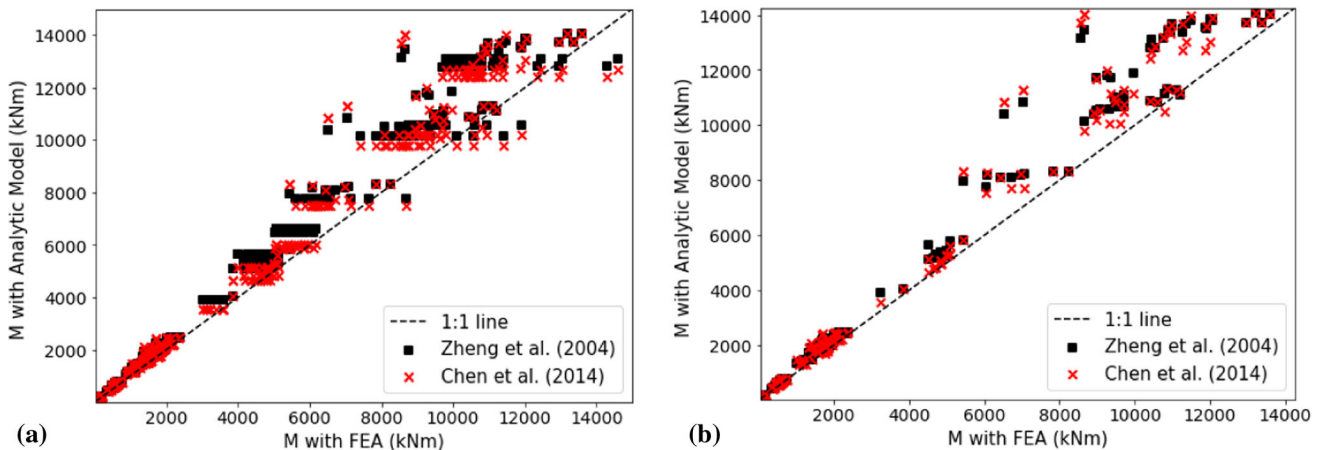 14000
12000
10000
8000
6000
4000
2000
M with Analytic Model (kNm)
1:1 line
Zheng et al. (2004)
Chen et al. (2014)
2000 4000 6000 8000 10000 12000 14000
M with FEA (kNm)
(a)
14000
12000
10000
8000
6000
4000
2000
M with Analytic Model (kNm)
1:1 line
Zheng et al. (2004)
Chen et al. (2014)
2000 4000 6000 8000 10000 12000 14000
M with FEA (kNm)
(b)